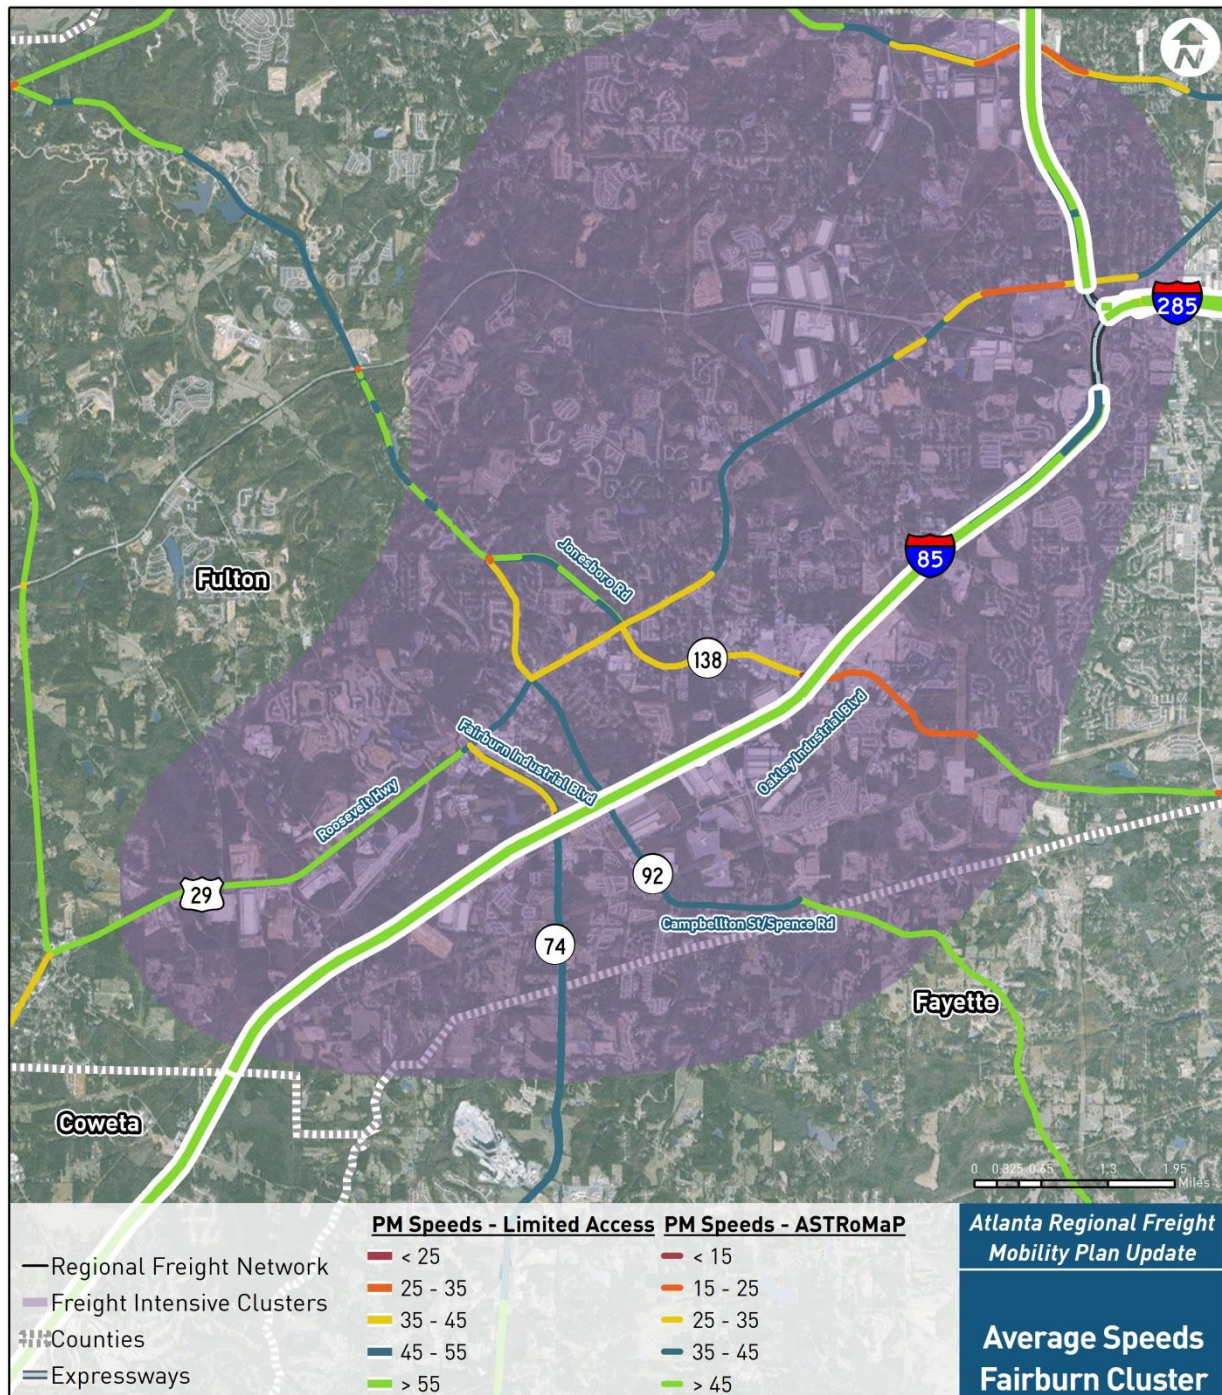 N
285
85
Jonesboro Rd
Fulton
138
Fairburn Industrial Blvd
Oakley Industrial Blvd
Roosevelt Hwy
29
92
Campbellton St/Spence Rd
74
Fayette
Coweta
0 0.325 0.65 1.3 1.95
Miles
Regional Freight Network
Freight Intensive Clusters
Counties
Expressways
PM Speeds - Limited Access
< 25
25 - 35
35 - 45
45 - 55
> 55
PM Speeds - ASTRoMaP
< 15
15 - 25
25 - 35
35 - 45
> 45
Atlanta Regional Freight
Mobility Plan Update
Average Speeds
Fairburn Cluster